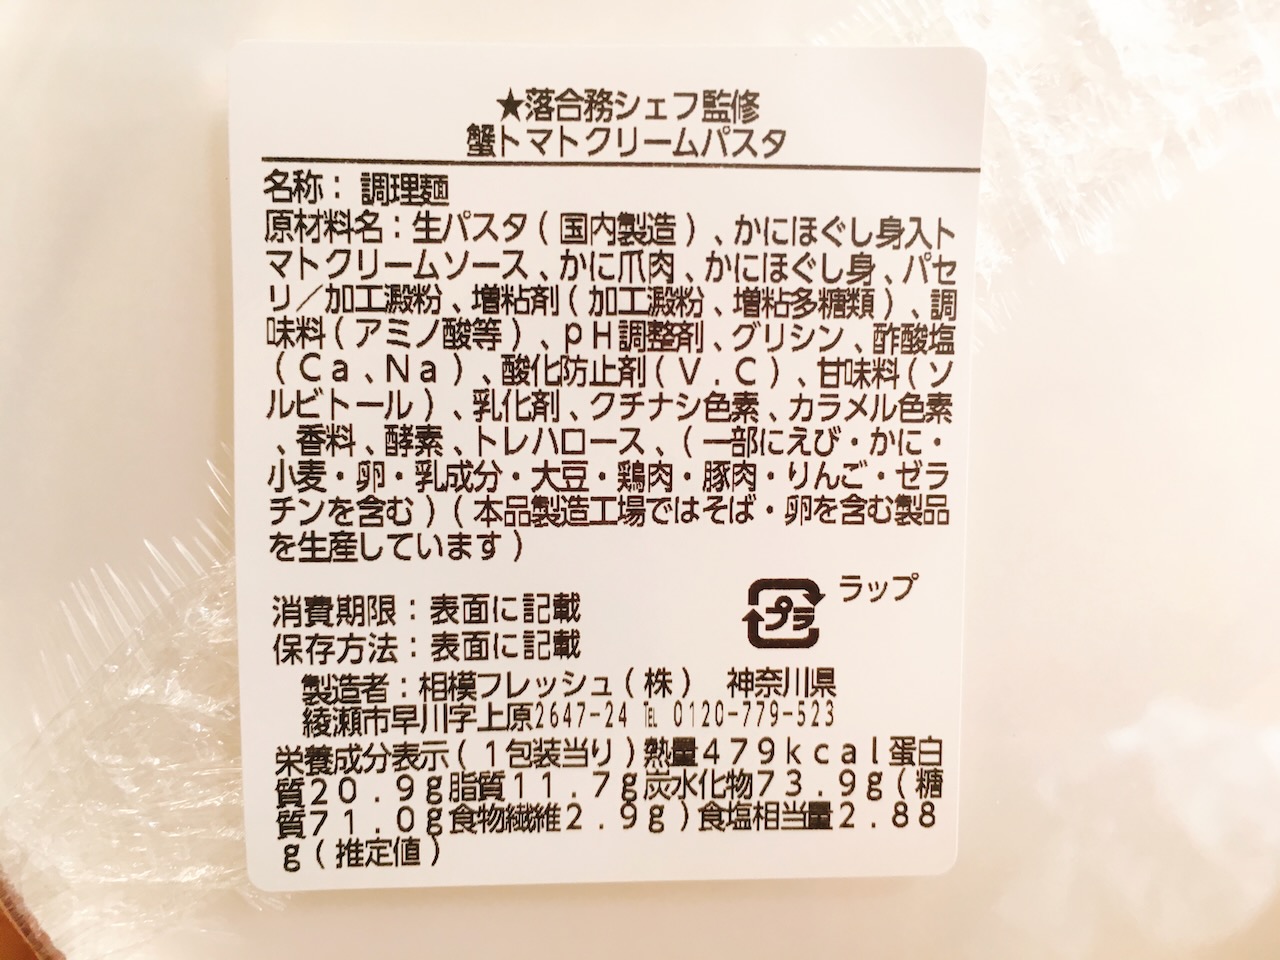 ★落合務シェフ監修
蟹トマトクリームパスタ
名称：調理麺
原材料名：生パスタ（国内製造）、かにほぐし身入ト
マトクリームソース、かに爪肉、かにほぐし身、パセ
リ／加工澱粉、増粘剤（加工澱粉、増粘多糖類）、調
味料（アミノ酸等）、ｐＨ調整剤、グリシン、酢酸塩
（Ｃａ、Ｎａ）、酸化防止剤（Ｖ．Ｃ）、甘味料（ソ
ルビトール）、乳化剤、クチナシ色素、カラメル色素
、香料、酵素、トレハロース、（一部にえび・かに・
小麦・卵・乳成分・大豆・鶏肉・豚肉・りんご・ゼラ
チンを含む）（本品製造工場ではそば・卵を含む製品
を生産しています）
ラップ
プラ
消費期限：表面に記載
保存方法：表面に記載
製造者：相模フレッシュ（株） 神奈川県
綾瀬市早川字上原2647-24 ℡ 0120-779-523
栄養成分表示（１包装当り）熱量４７９ｋｃａｌ蛋白
質２０．９ｇ脂質１１．７ｇ炭水化物７３．９ｇ（糖
質７１．０ｇ食物繊維２．９ｇ）食塩相当量２．８８
ｇ（推定値）